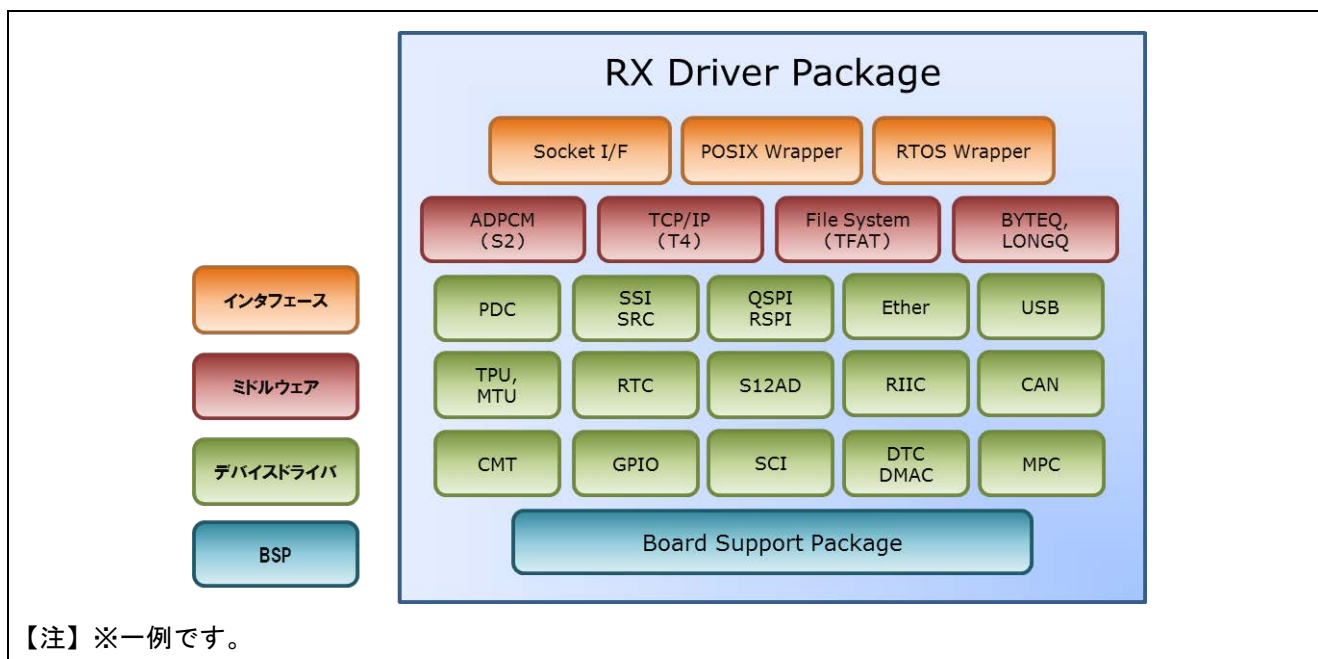 RX Driver Package
Socket I/F
POSIX Wrapper
RTOS Wrapper
ADPCM
(S2)
TCP/IP
(T4)
File System
(TFAT)
BYTEQ,
LONGQ
インタフェース
PDC
SSI
SRC
QSPI
RSPI
Ether
USB
ミドルウェア
TPU,
MTU
RTC
S12AD
RIIC
CAN
デバイスドライバ
CMT
GPIO
SCI
DTC
DMAC
MPC
BSP
Board Support Package
【注】※一例です。